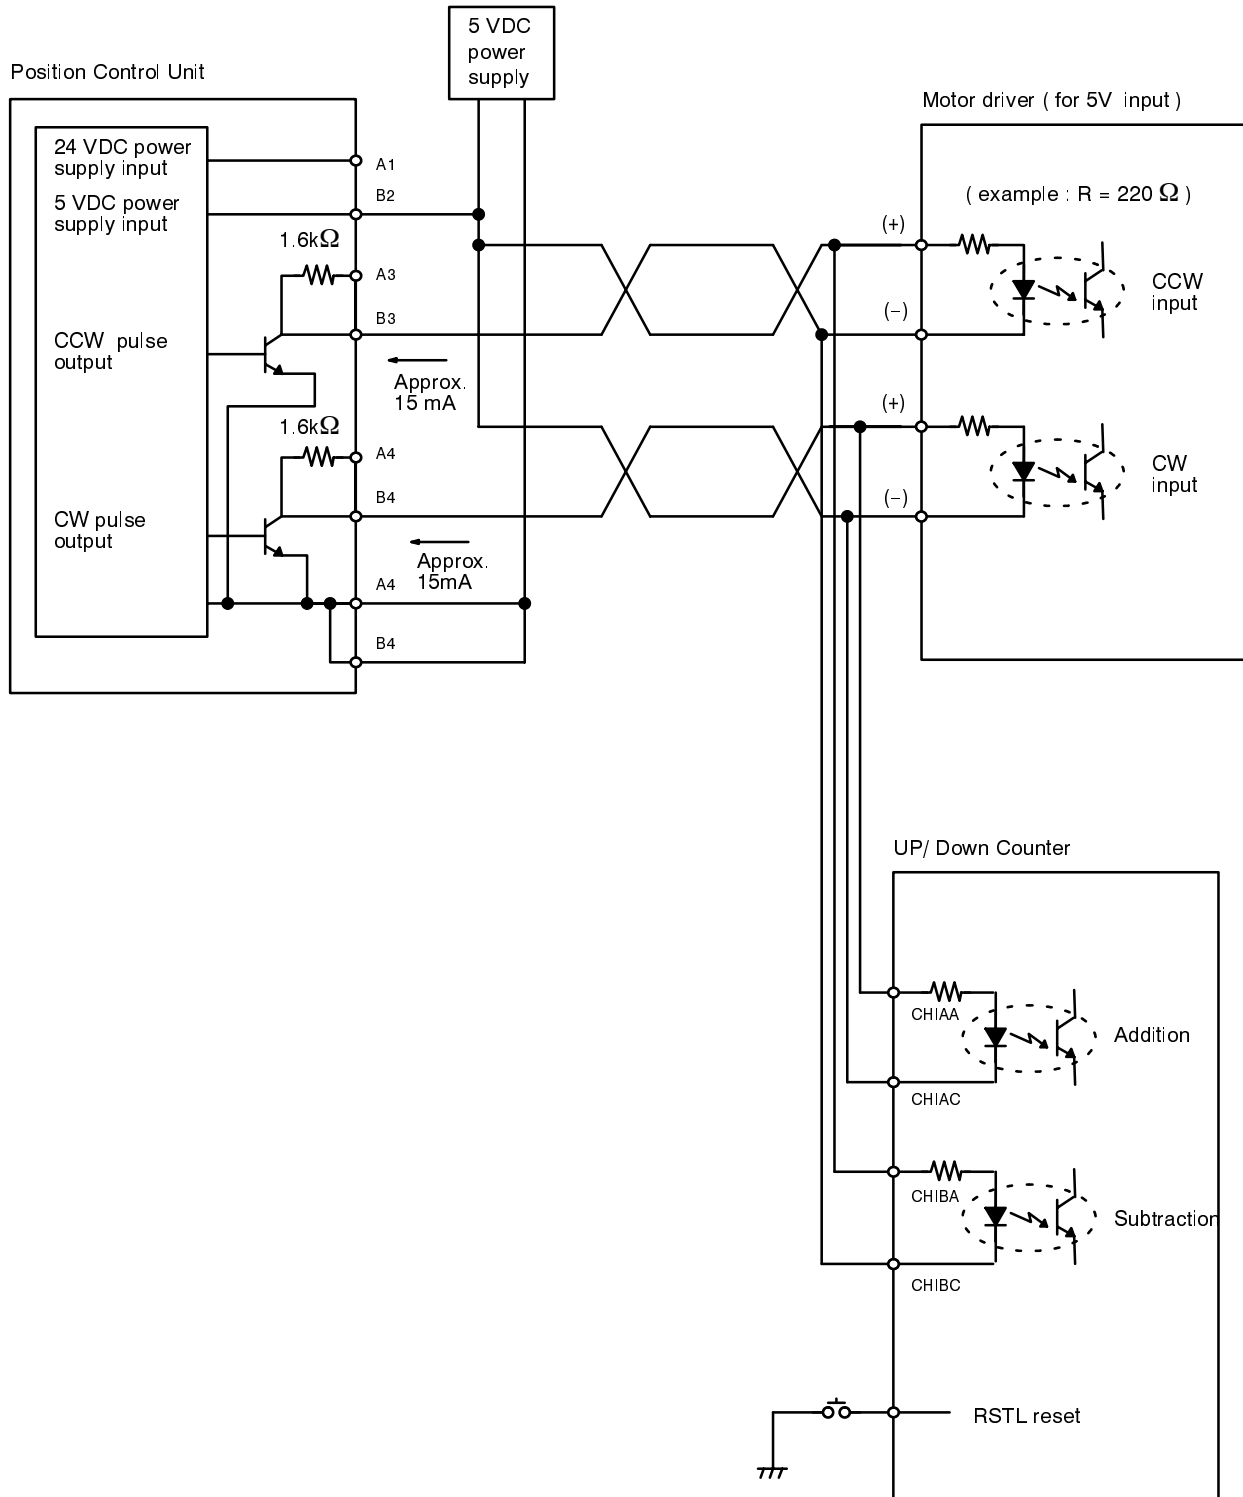 5 VDC
power
supply
Position Control Unit
Motor driver ( for 5V input )
24 VDC power
supply input
A1
B2
5 VDC power
supply input
( example : R = 220 Ω )
1.6kΩ
(+)
A3
CCW
input
B3
(−)
CCW pulse
output
Approx.
15 mA
1.6kΩ
(+)
A4
CW
input
B4
(−)
CW pulse
output
Approx.
15mA
A4
B4
UP/ Down Counter
CHIAA
Addition
CHIAC
CHIBA
Subtraction
CHIBC
RSTL reset